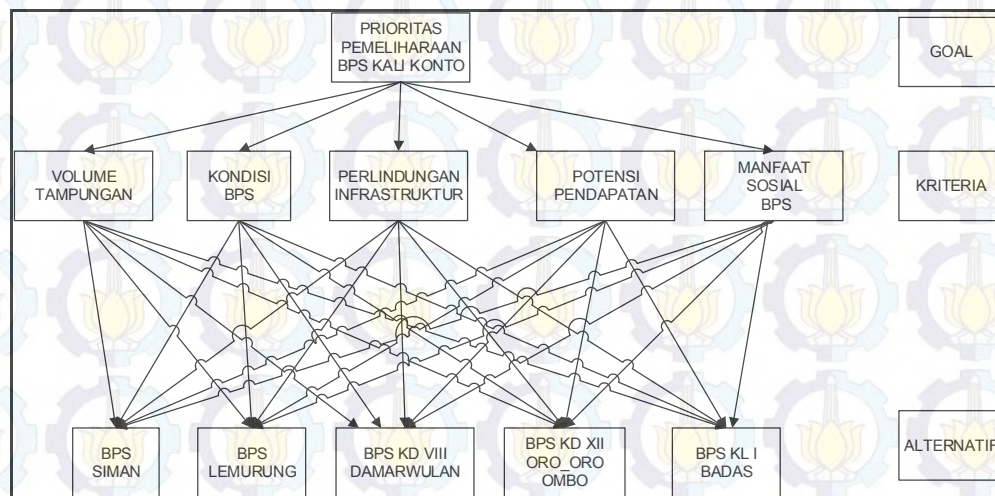 PRIORITAS
PEMELIHARAAN
BPS KALI KONTO
GOAL
VOLUME
TAMPUNGAN
KONDISI
BPS
PERLINDUNGAN
INFRASTRUKTUR
POTENSI
PENDAPATAN
MANFAAT
SOSIAL
BPS
KRITERIA
BPS
SIMAN
BPS
LEMURUNG
BPS KD VIII
DAMARWULAN
BPS KD XII
ORO_ORO
OMBO
BPS KL I
BADAS
ALTERNATIF